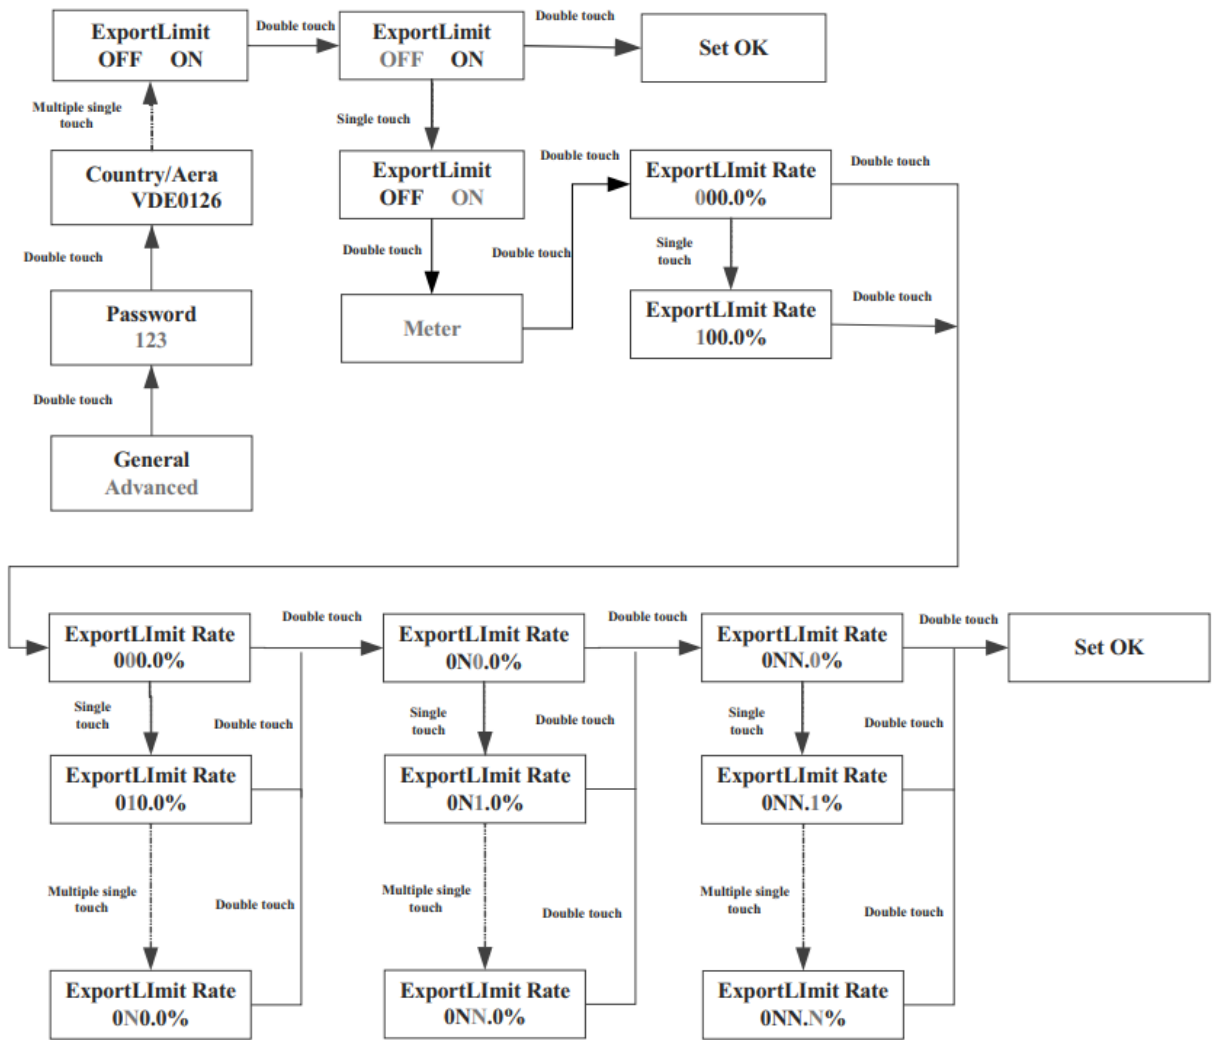 ExportLimit
OFF ON
Double touch
ExportLimit
OFF ON
Double touch
Set OK
Multiple single
touch
Single touch
Country/Aera
VDE0126
ExportLimit
OFF ON
Double touch
ExportLImit Rate
000.0%
Double touch
Double touch
Double touch
Double touch
Single
touch
Password
123
Meter
ExportLImit Rate
100.0%
Double touch
Double touch
General
Advanced
ExportLImit Rate
000.0%
Double touch
ExportLImit Rate
0N0.0%
Double touch
ExportLImit Rate
0NN.0%
Double touch
Set OK
Single
touch
Double touch
Single
touch
Double touch
Single
touch
Double touch
ExportLImit Rate
010.0%
ExportLImit Rate
0N1.0%
ExportLImit Rate
0NN.1%
Multiple single
touch
Double touch
Multiple single
touch
Double touch
Multiple single
touch
Double touch
ExportLImit Rate
0N0.0%
ExportLImit Rate
0NN.0%
ExportLImit Rate
0NN.N%